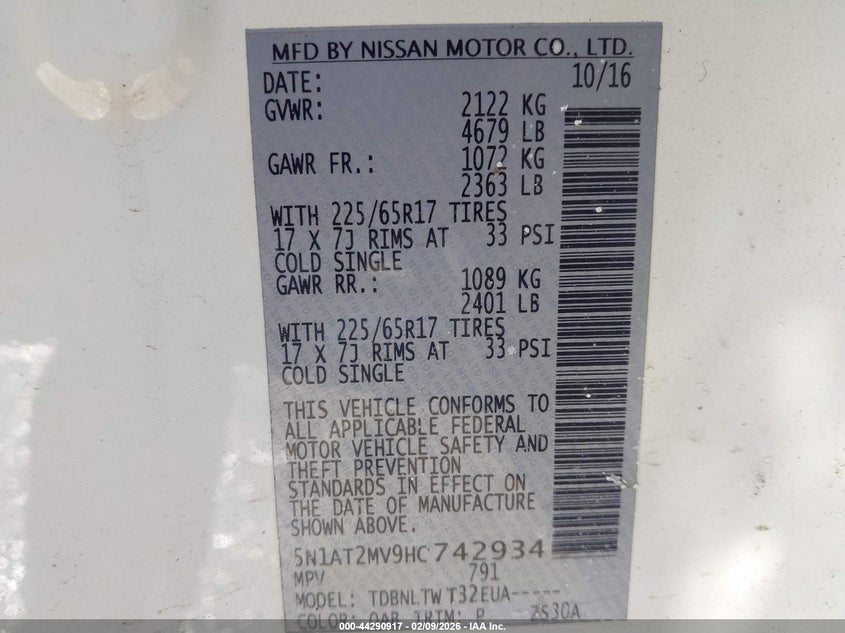 MFD BY NISSAN MOTOR CO., LTD.
DATE: 10/16
GVWR: 2122 KG
4679 LB
GAWR FR.: 1072 KG
2363 LB
WITH 225/65R17 TIRES
17 X 7J RIMS AT 33 PSI
COLD SINGLE
GAWR RR.: 1089 KG
2401 LB
WITH 225/65R17 TIRES
17 X 7J RIMS AT 33 PSI
COLD SINGLE
THIS VEHICLE CONFORMS TO
ALL APPLICABLE FEDERAL
MOTOR VEHICLE SAFETY AND
THEFT PREVENTION
STANDARDS IN EFFECT ON
THE DATE OF MANUFACTURE
SHOWN ABOVE.
5N1AT2MV9HC742934
MPV 791
MODEL: TDBNLTW T32EUA-----
COLOR: QAB TRIM: P
000-44290917 - 02/09/2026 - IAA Inc.